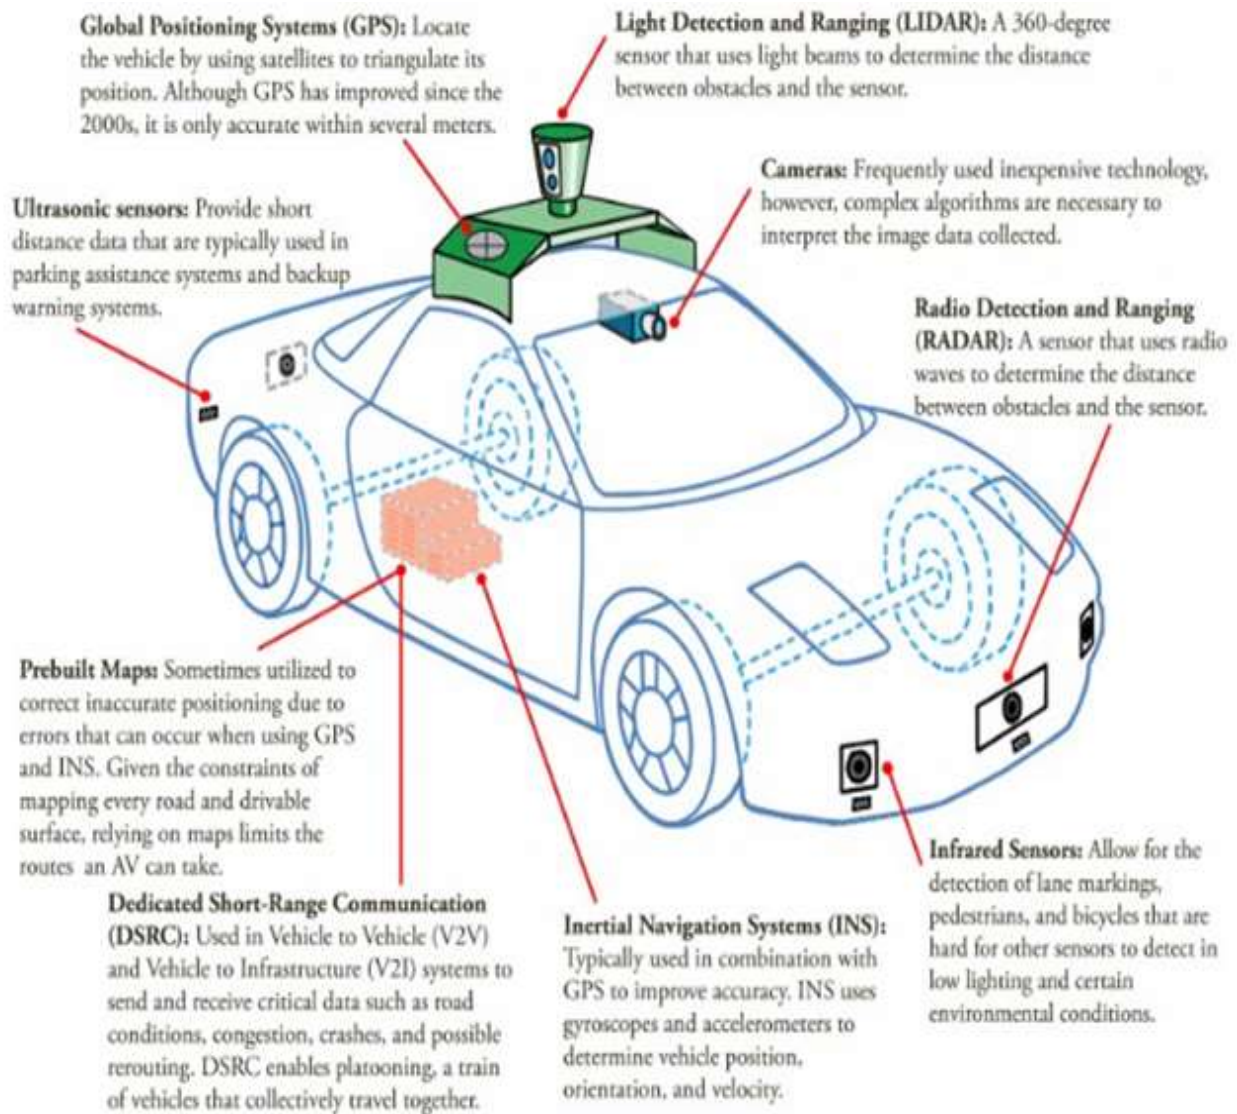 Global Positioning Systems (GPS): Locate
the vehicle by using satellites to triangulate its
position. Although GPS has improved since the
2000s, it is only accurate within several meters.
Light Detection and Ranging (LIDAR): A 360-degree
sensor that uses light beams to determine the distance
between obstacles and the sensor.
Cameras: Frequently used inexpensive technology,
however, complex algorithms are necessary to
interpret the image data collected.
Ultrasonic sensors: Provide short
distance data that are typically used in
parking assistance systems and backup
warning systems.
Radio Detection and Ranging
(RADAR): A sensor that uses radio
waves to determine the distance
between obstacles and the sensor.
Prebuilt Maps: Sometimes utilized to
correct inaccurate positioning due to
errors that can occur when using GPS
and INS. Given the constraints of
mapping every road and drivable
surface, relying on maps limits the
routes an AV can take.
Dedicated Short-Range Communication
(DSRC): Used in Vehicle to Vehicle (V2V)
and Vehicle to Infrastructure (V2I) systems to
send and receive critical data such as road
conditions, congestion, crashes, and possible
rerouting. DSRC enables platooning, a train
of vehicles that collectively travel together.
Inertial Navigation Systems (INS):
Typically used in combination with
GPS to improve accuracy. INS uses
gyroscopes and accelerometers to
determine vehicle position,
orientation, and velocity.
Infrared Sensors: Allow for the
detection of lane markings,
pedestrians, and bicycles that are
hard for other sensors to detect in
low lighting and certain
environmental conditions.